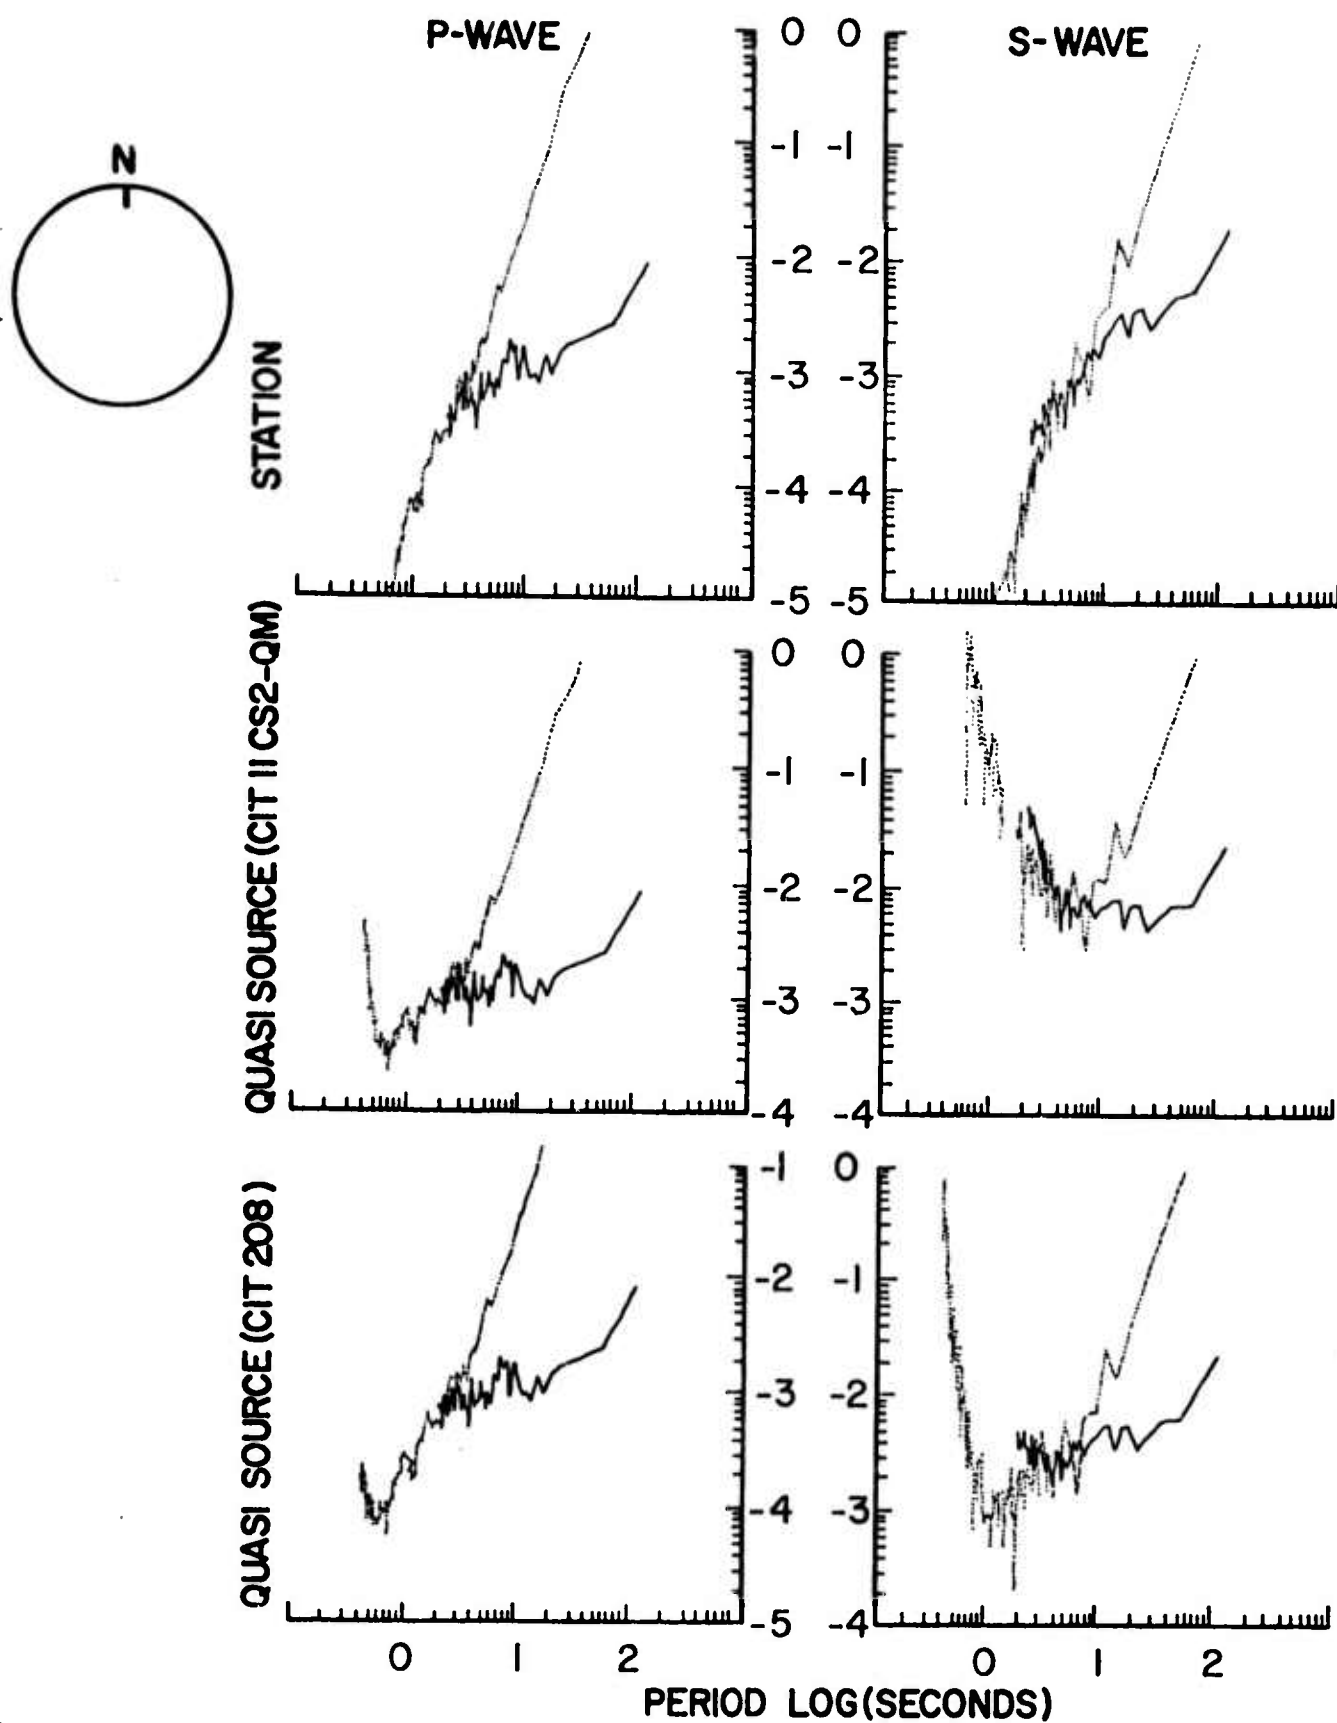 P-WAVE
S-WAVE
N
STATION
0 0
-1 -1
-2 -2
-3 -3
-4 -4
-5 -5
QUASI SOURCE (CIT 11 CS2-QM)
0 0
-1 -1
-2 -2
-3 -3
-4 -4
QUASI SOURCE (CIT 208)
-1 0
-2 -1
-3 -2
-4 -3
-5 -4
0 1 2 0 1 2
PERIOD LOG (SECONDS)